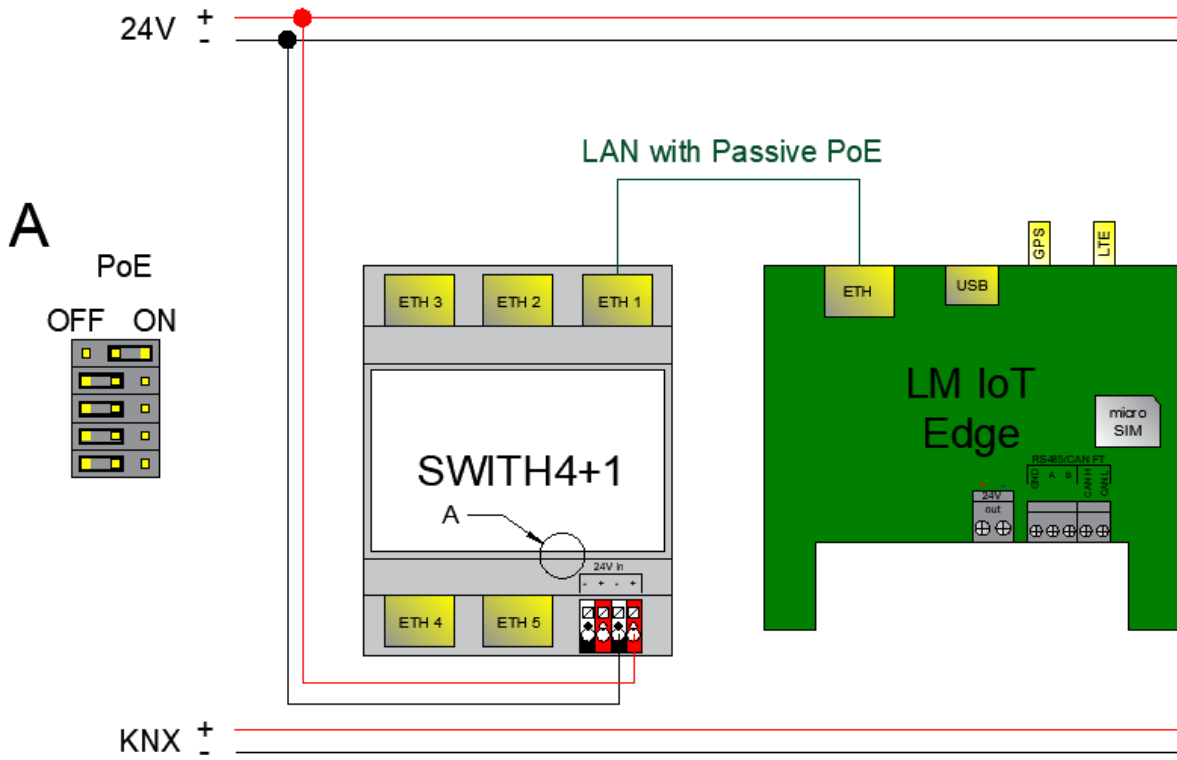 24V + -
LAN with Passive PoE
A
PoE
OFF ON
ETH 3 ETH 2 ETH 1
SWITH4+1
A
24V in
- + - +
ETH 4 ETH 5
GPS
LTE
ETH
USB
LM IoT
Edge
micro
SIM
RS485/CAN FT
GND A B CAN H CAN L
24V
out
KNX + -